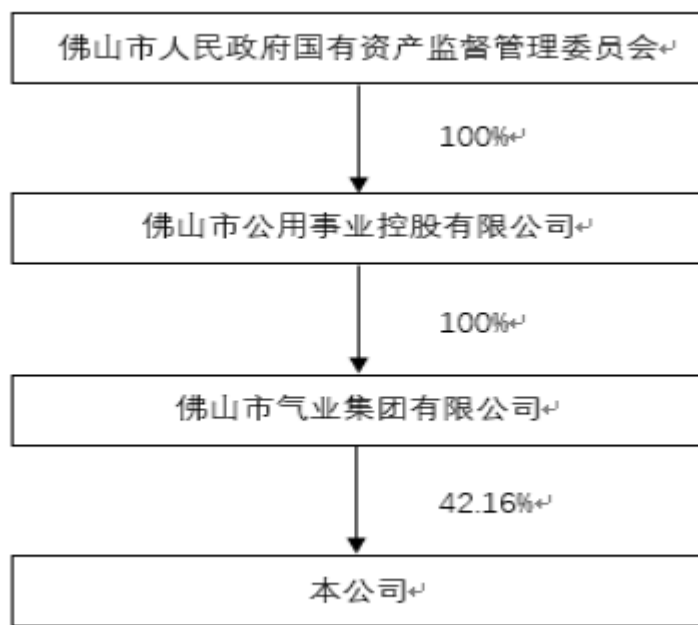 佛山市人民政府国有资产监督管理委员会
100%
佛山市公用事业控股有限公司
100%
佛山市气业集团有限公司
42.16%
本公司